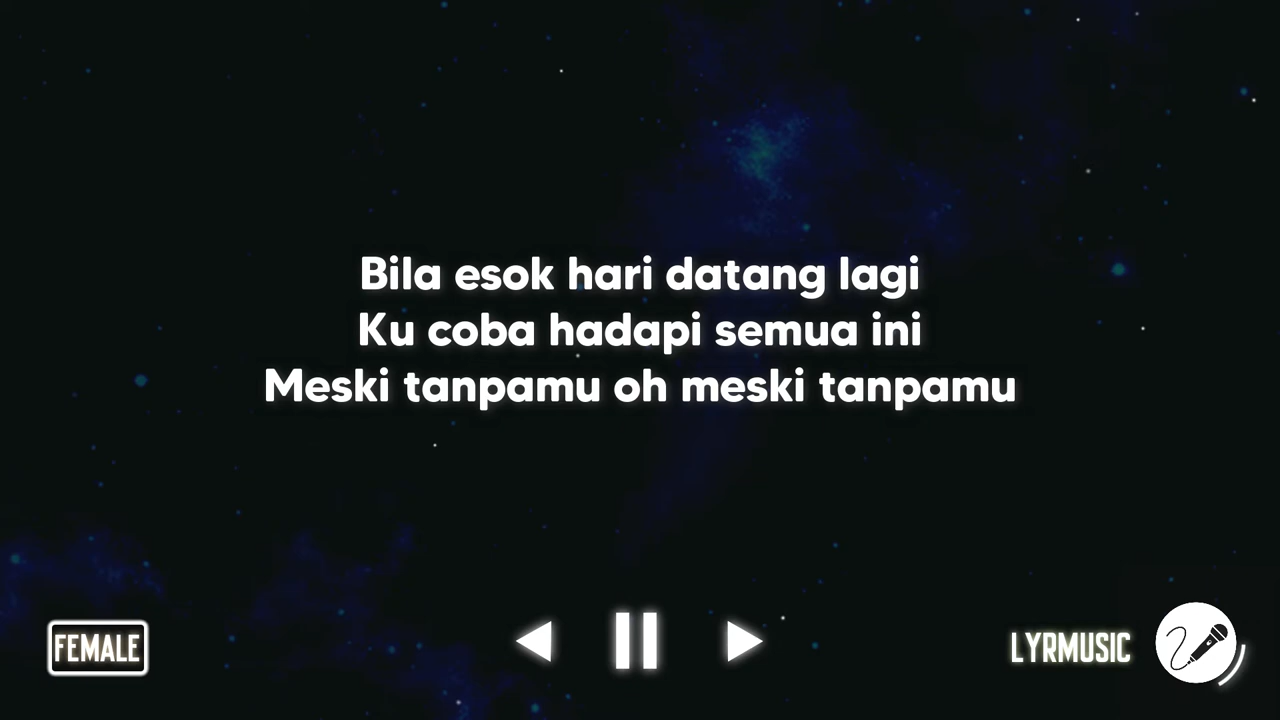 Bila esok hari datang lagi
Ku coba hadapi semua ini
Meski tanpamu oh meski tanpamu
FEMALE
LYRMUSIC